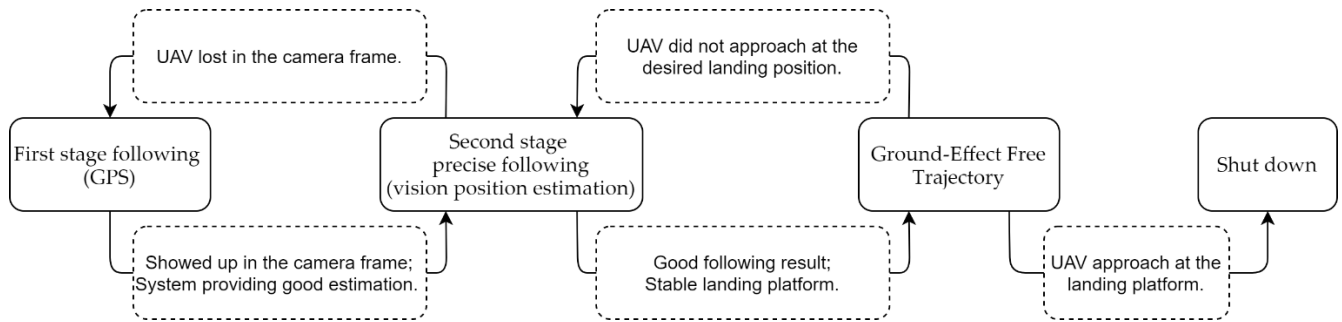 UAV lost in the camera frame.
UAV did not approach at the
desired landing position.
First stage following
(GPS)
Second stage
precise following
(vision position estimation)
Ground-Effect Free
Trajectory
Shut down
Showed up in the camera frame;
System providing good estimation.
Good following result;
Stable landing platform.
UAV approach at the
landing platform.